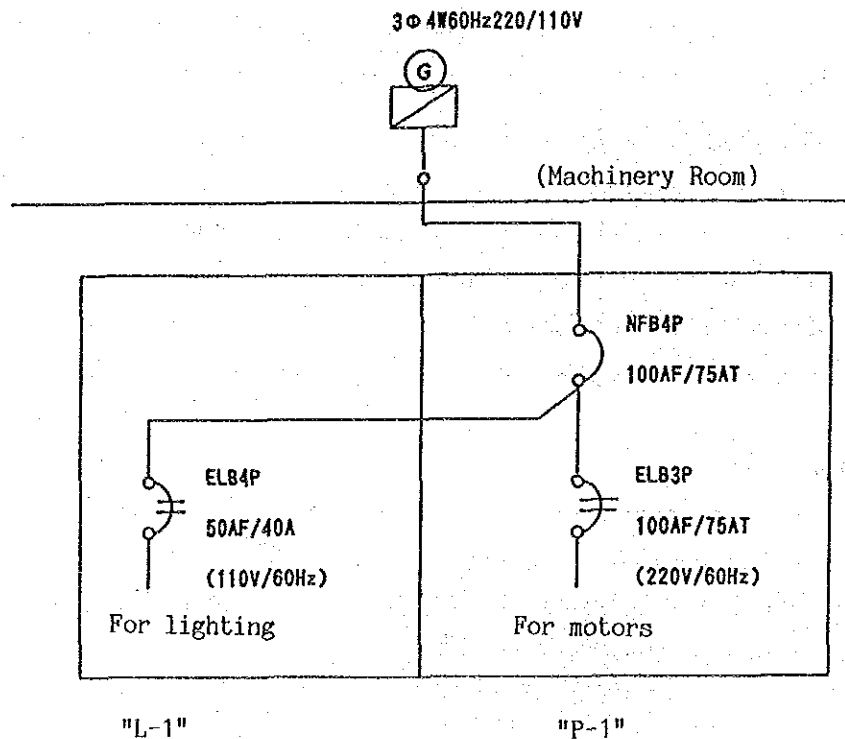 3Φ4W60Hz220/110V
G
(Machinery Room)
NFB4P
100AF/75AT
ELB4P
50AF/40A
(110V/60Hz)
For lighting
ELB3P
100AF/75AT
(220V/60Hz)
For motors
"L-1"
"P-1"